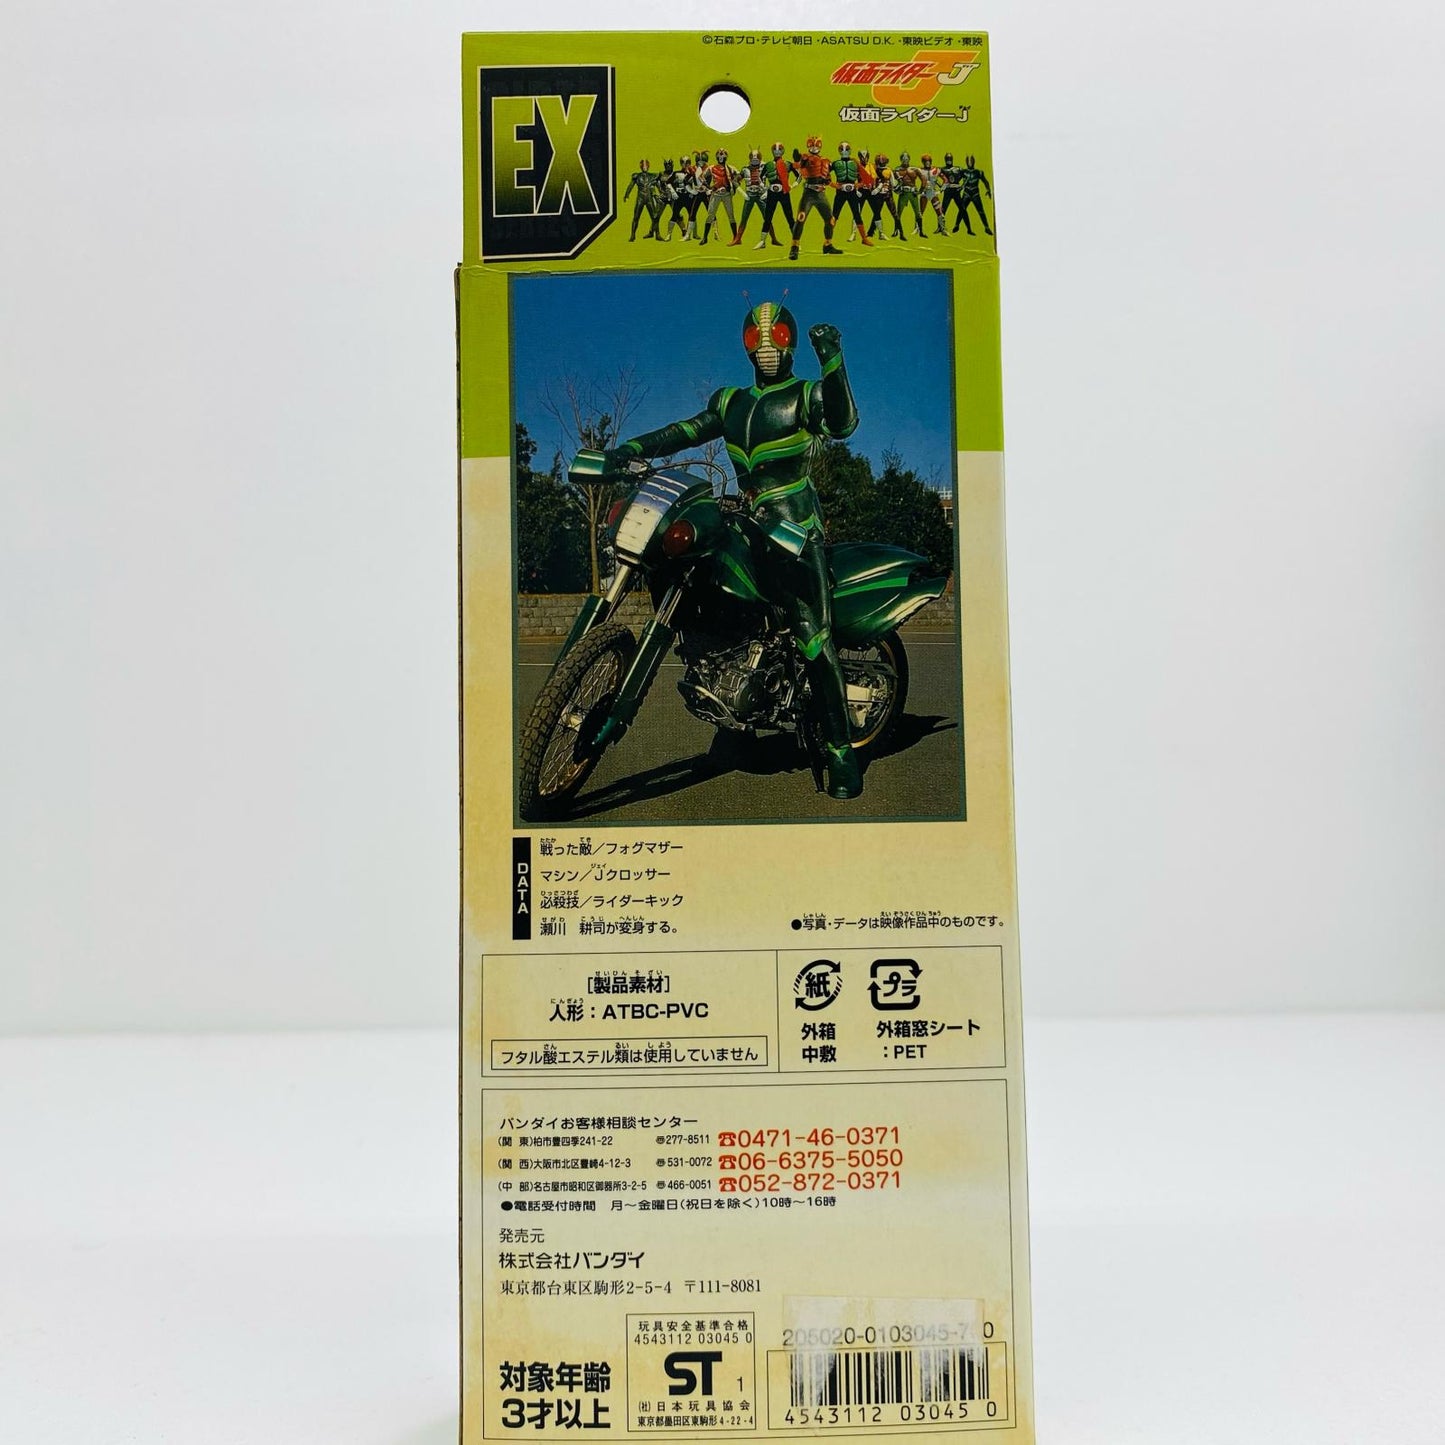 ©石森プロ・テレビ朝日・ASATSU D.K.・東映ビデオ・東映
EX
仮面ライダーJ
仮面ライダーJ
DATA
戦った敵／フォグマザー
マシン／Jクロッサー
必殺技／ライダーキック
瀬川 耕司が変身する。
●写真・データは映像作品中のものです。
[製品素材]
人形：ATBC-PVC
フタル酸エステル類は使用していません
紙
外箱
中敷
プラ
外箱窓シート
：PET
バンダイお客様相談センター
(関 東)柏市豊四季241-22 〠277-8511 ☎0471-46-0371
(関 西)大阪市北区豊崎4-12-3 〠531-0072 ☎06-6375-5050
(中 部)名古屋市昭和区御器所3-2-5 〠466-0051 ☎052-872-0371
●電話受付時間 月〜金曜日(祝日を除く)10時〜16時
発売元
株式会社バンダイ
東京都台東区駒形2-5-4 〒111-8081
対象年齢
3才以上
玩具安全基準合格
4543112 03045 0
ST 1
(社)日本玩具協会
東京都墨田区東駒形4-22-4
4543112 03045 0